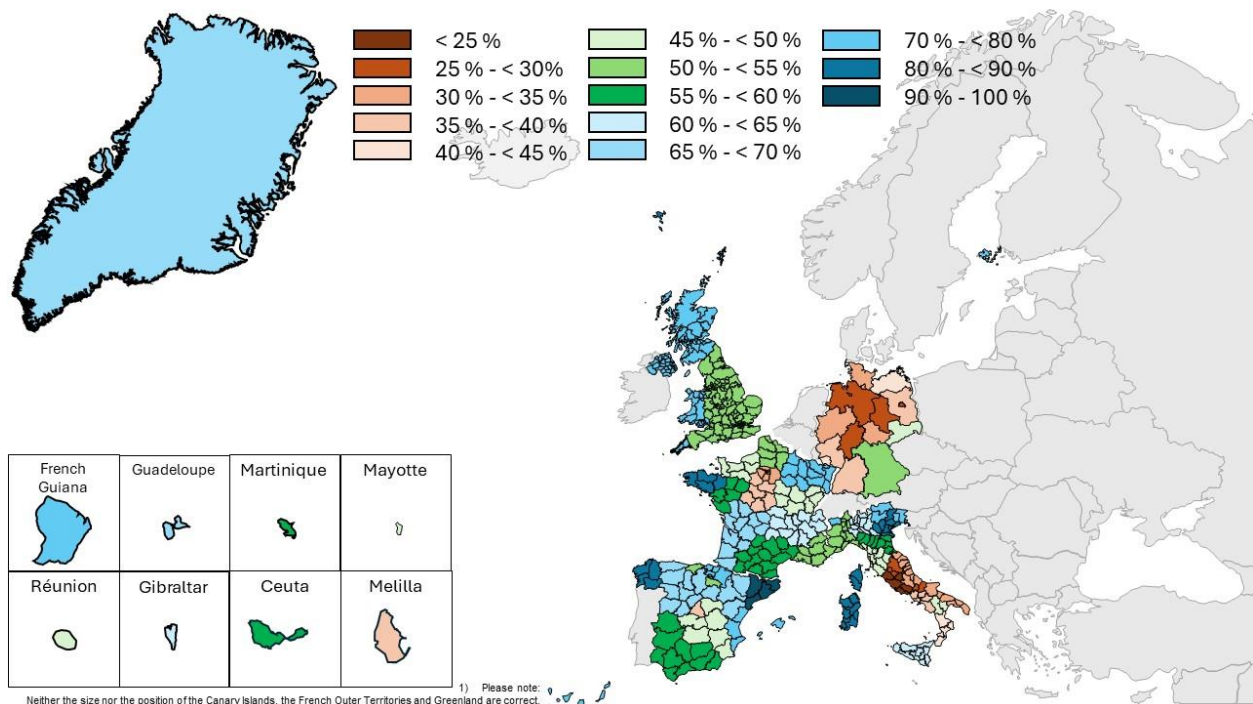 < 25 %
25 % - < 30%
30 % - < 35%
35 % - < 40%
40 % - < 45%
45 % - < 50%
50 % - < 55%
55 % - < 60%
60 % - < 65%
65 % - < 70%
70 % - < 80 %
80 % - < 90%
90 % - 100 %
French
Guiana
Guadeloupe
Martinique
Mayotte
Réunion
Gibraltar
Ceuta
Melilla
1) Please note:
Neither the size nor the position of the Canary Islands, the French Outer Territories and Greenland are correct.